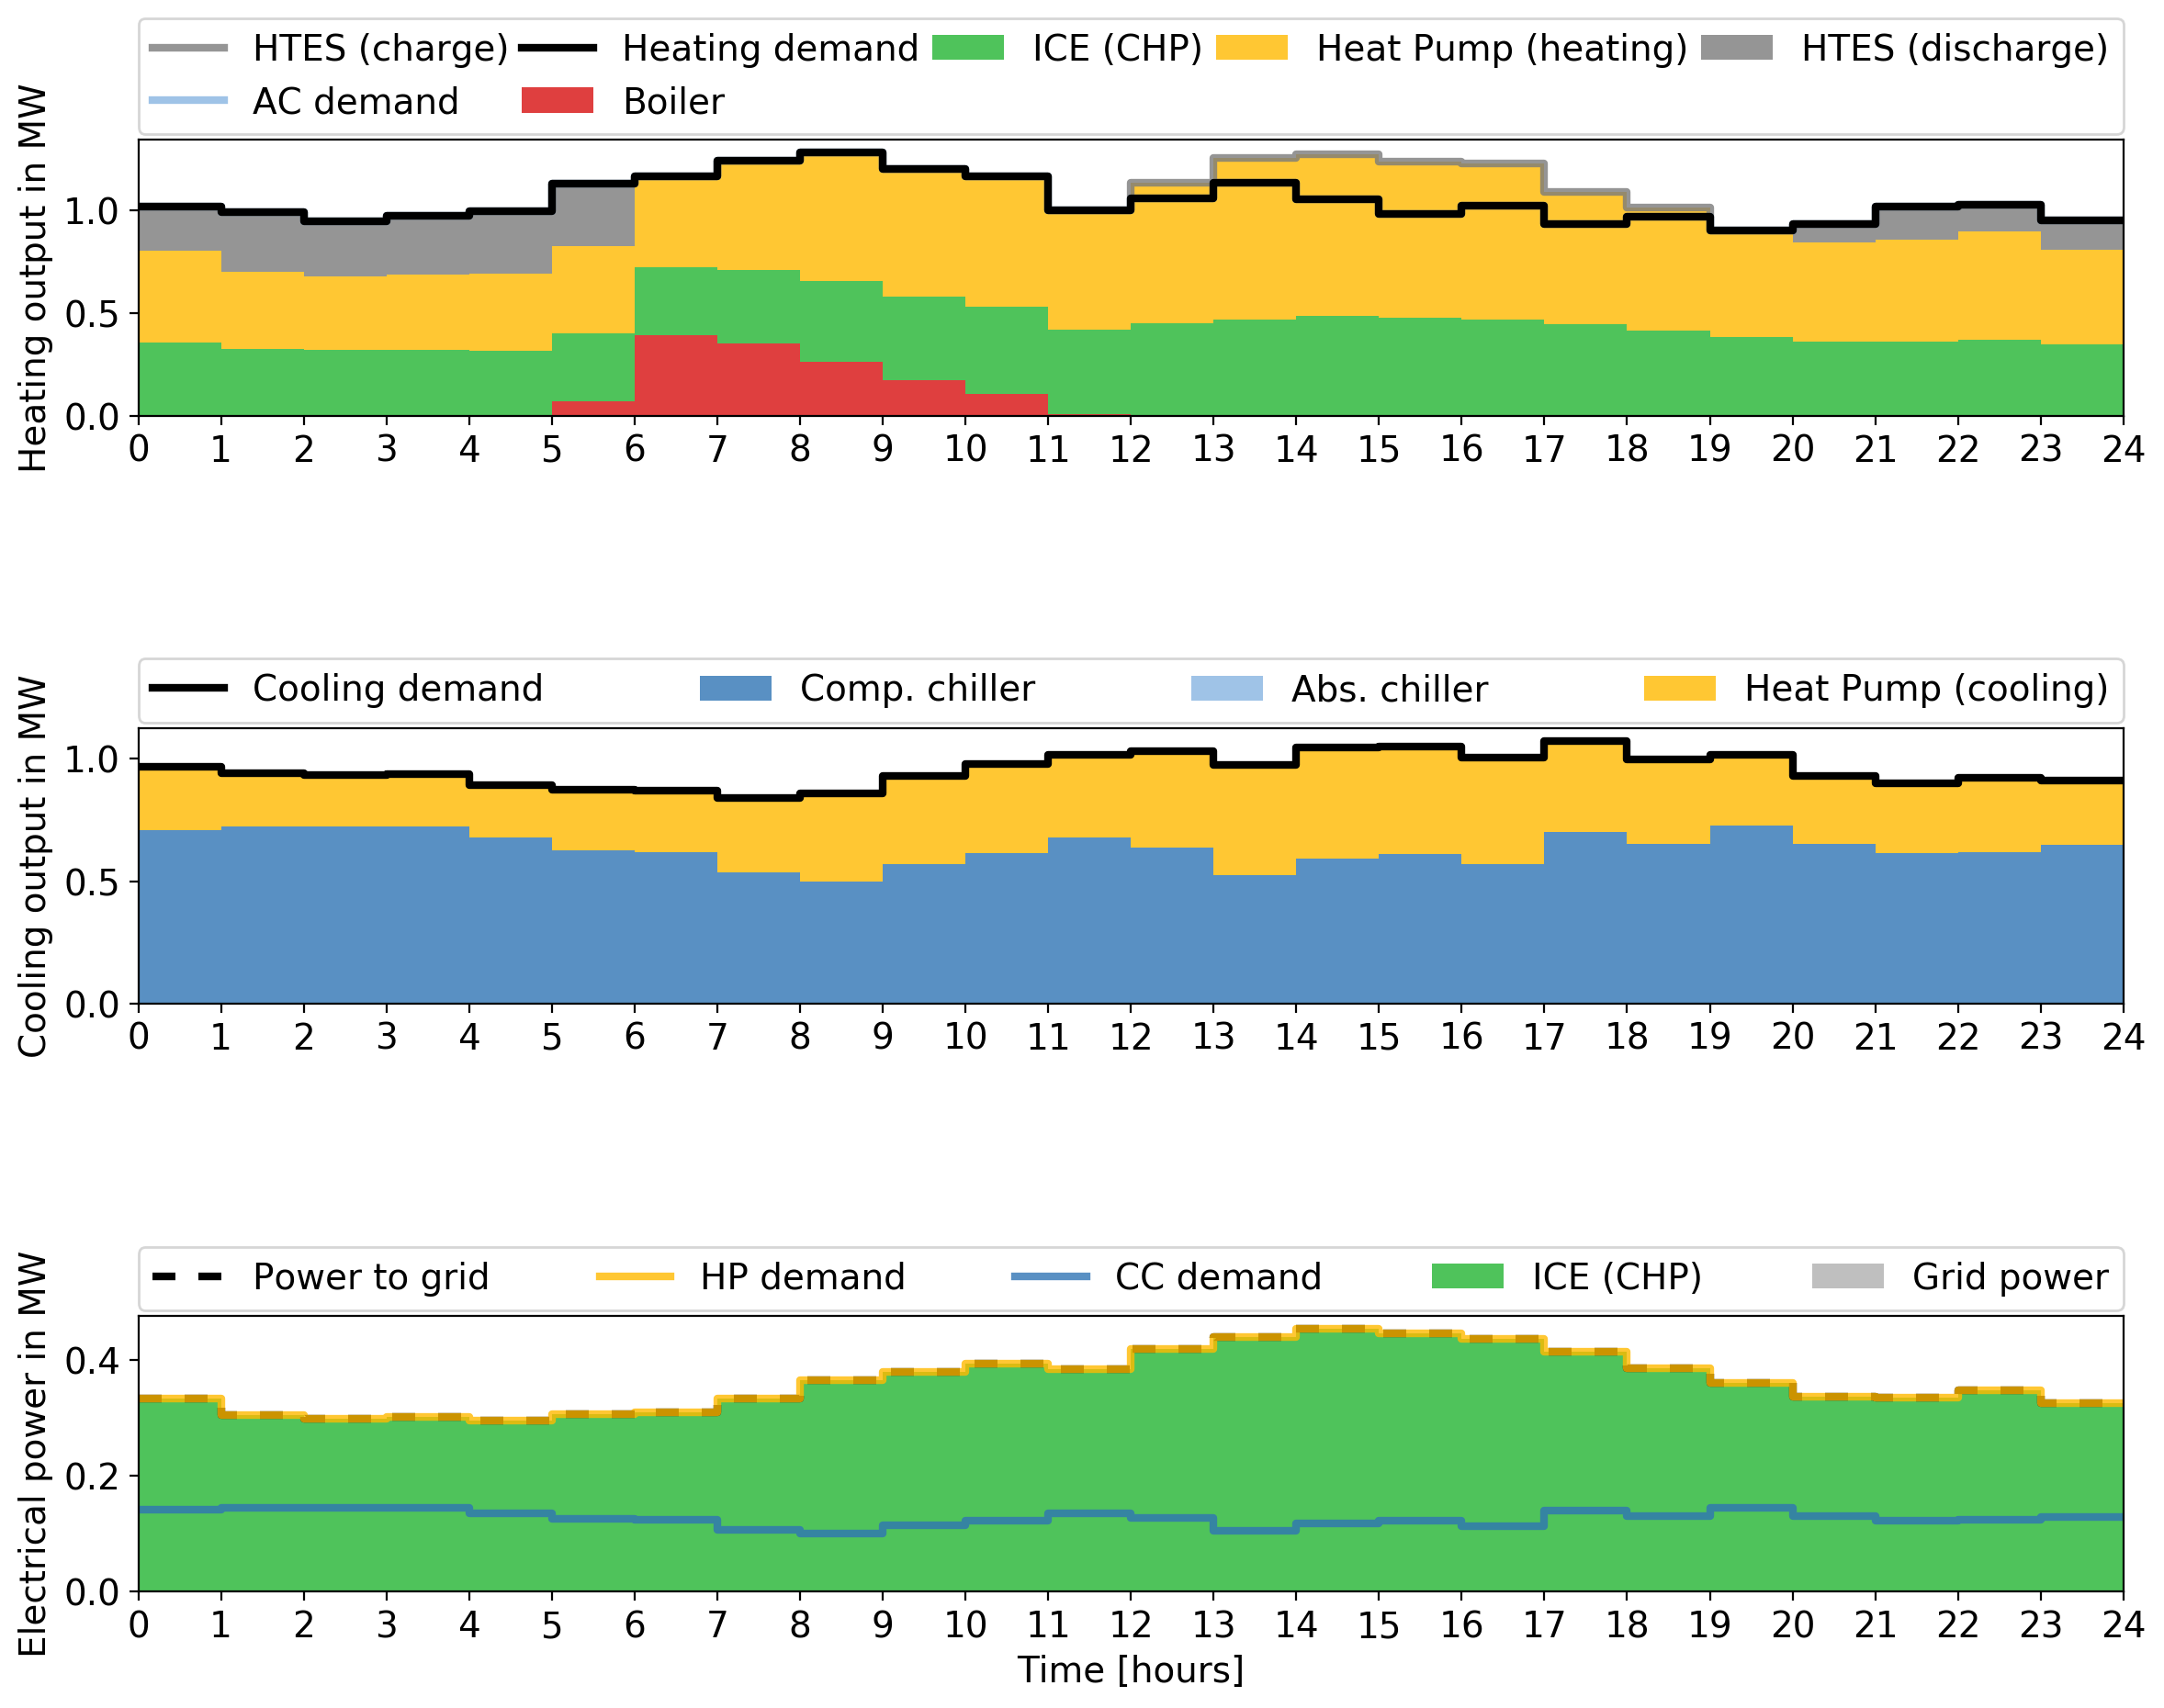 HTES (charge) Heating demand ICE (CHP) Heat Pump (heating) HTES (discharge)
AC demand Boiler
Heating output in MW
1.0
0.5
0.0
0 1 2 3 4 5 6 7 8 9 10 11 12 13 14 15 16 17 18 19 20 21 22 23 24
Cooling demand Comp. chiller Abs. chiller Heat Pump (cooling)
Cooling output in MW
1.0
0.5
0.0
0 1 2 3 4 5 6 7 8 9 10 11 12 13 14 15 16 17 18 19 20 21 22 23 24
Power to grid HP demand CC demand ICE (CHP) Grid power
Electrical power in MW
0.4
0.2
0.0
0 1 2 3 4 5 6 7 8 9 10 11 12 13 14 15 16 17 18 19 20 21 22 23 24
Time [hours]